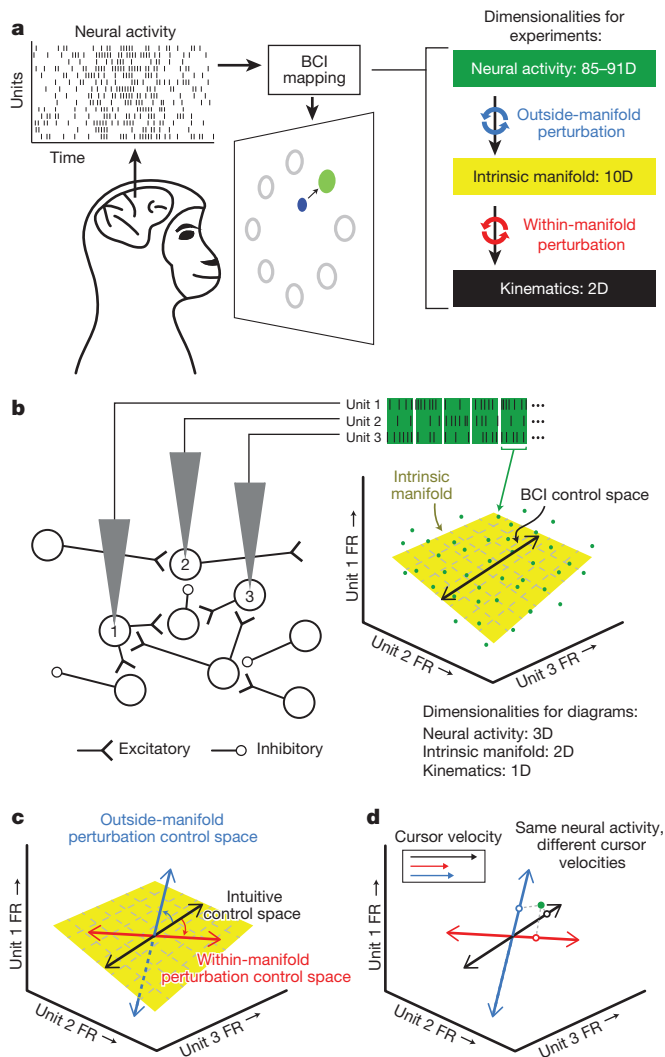 a
Neural activity
Units
Time
BCI
mapping
Dimensionalities for
experiments:
Neural activity: 85–91D
Outside-manifold
perturbation
Intrinsic manifold: 10D
Within-manifold
perturbation
Kinematics: 2D
b
Unit 1
Unit 2
Unit 3
•••
•••
•••
1
2
3
Excitatory
Inhibitory
Intrinsic
manifold
BCI control space
Unit 1 FR →
Unit 2 FR →
Unit 3 FR →
Dimensionalities for diagrams:
Neural activity: 3D
Intrinsic manifold: 2D
Kinematics: 1D
c
Outside-manifold
perturbation control space
Intuitive
control space
Within-manifold
perturbation control space
Unit 1 FR →
Unit 2 FR →
Unit 3 FR →
d
Cursor velocity
Same neural activity,
different cursor
velocities
Unit 1 FR →
Unit 2 FR →
Unit 3 FR →